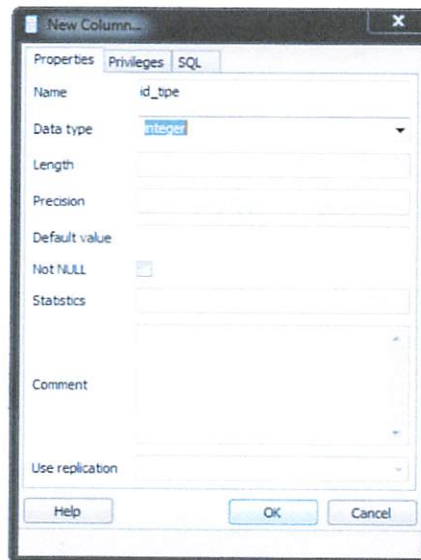 New Column...
Properties Privileges SQL
Name id_tipe
Data type integer
Length
Precision
Default value
Not NULL
Statistics
Comment
Use replication
Help OK Cancel